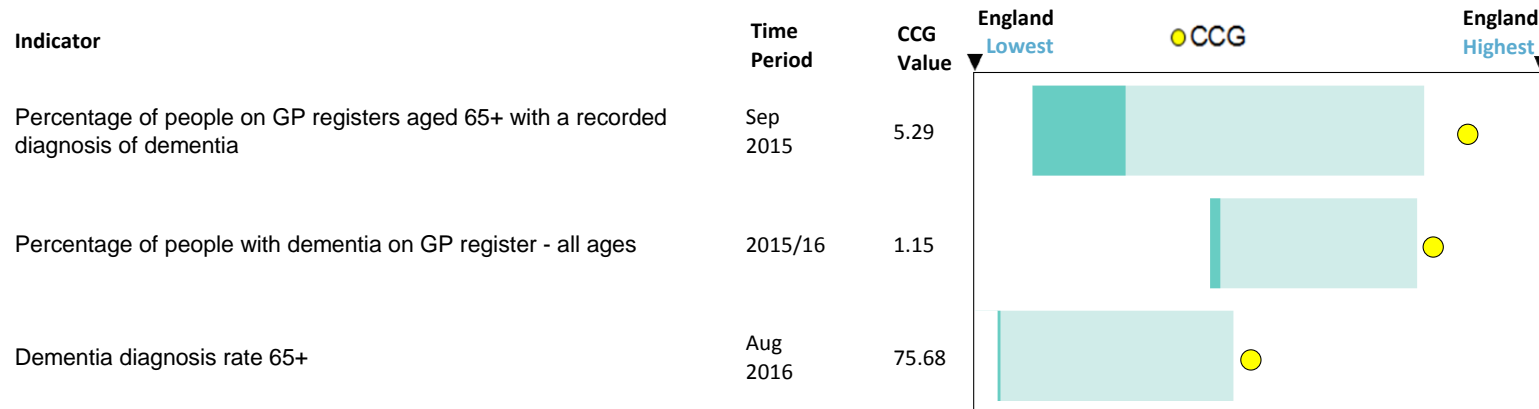 Indicator
Time
Period
CCG
Value
England
Lowest
CCG
England
Highest
Percentage of people on GP registers aged 65+ with a recorded
diagnosis of dementia
Sep
2015
5.29
Percentage of people with dementia on GP register - all ages
2015/16
1.15
Dementia diagnosis rate 65+
Aug
2016
75.68